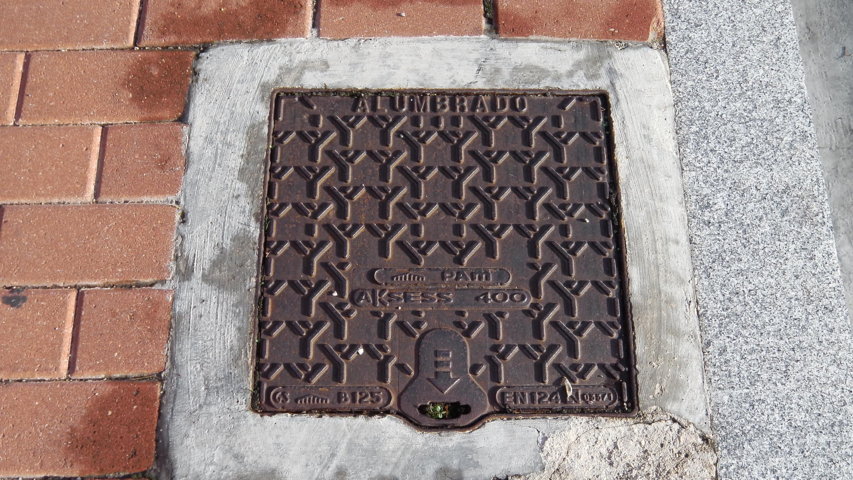 ALUMBRADO
PAM
AKSESS 400
B125
EN124